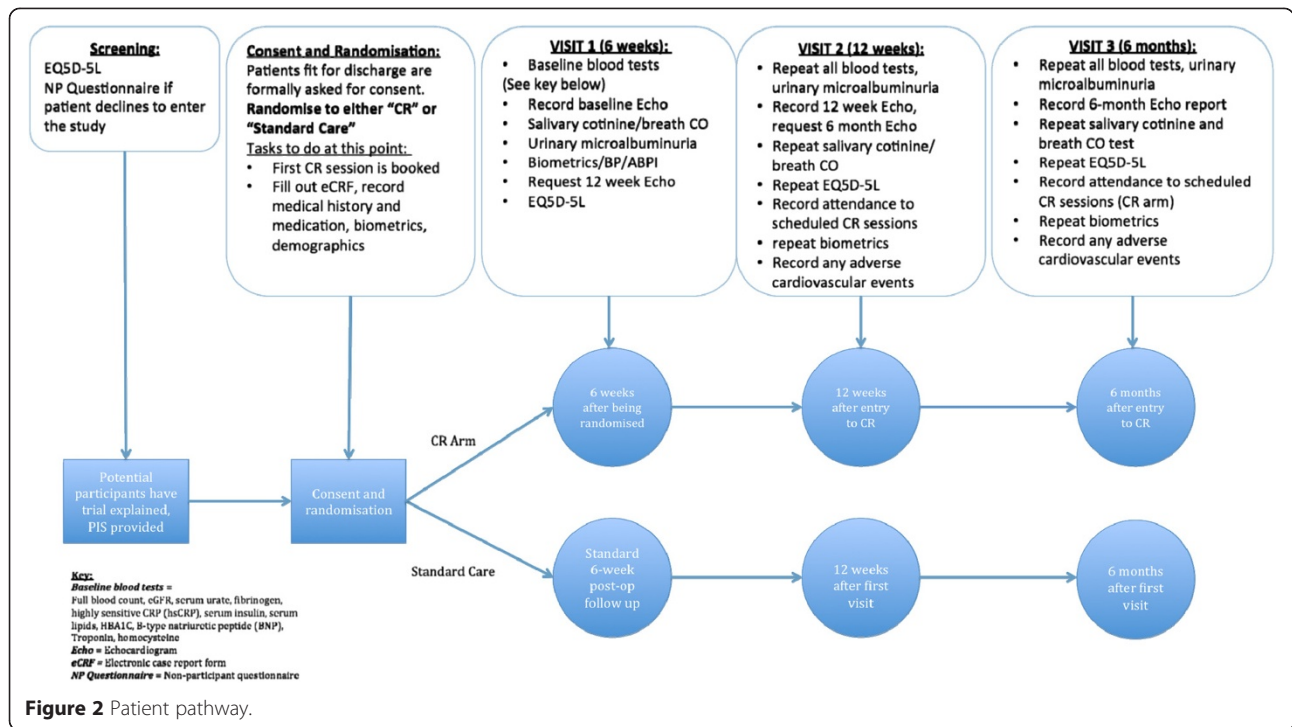 Screening:
EQ5D-5L
NP Questionnaire if
patient declines to enter
the study
Consent and Randomisation:
Patients fit for discharge are
formally asked for consent.
Randomise to either “CR” or
“Standard Care”
Tasks to do at this point:
• First CR session is booked
• Fill out eCRF, record
medical history and
medication, biometrics,
demographics
VISIT 1 (6 weeks):
• Baseline blood tests
(See key below)
• Record baseline Echo
• Salivary cotinine/breath CO
• Urinary microalbuminuria
• Biometrics/BP/ABPI
• Request 12 week Echo
• EQ5D-5L
VISIT 2 (12 weeks):
• Repeat all blood tests,
urinary microalbuminuria
• Record 12 week Echo,
request 6 month Echo
• Repeat salivary cotinine/
breath CO
• Repeat EQ5D-5L
• Record attendance to
scheduled CR sessions
• repeat biometrics
• Record any adverse
cardiovascular events
VISIT 3 (6 months):
• Repeat all blood tests, urinary
microalbuminuria
• Record 6-month Echo report
• Repeat salivary cotinine and
breath CO test
• Repeat EQ5D-5L
• Record attendance to scheduled
CR sessions (CR arm)
• Repeat biometrics
• Record any adverse
cardiovascular events
Potential
participants have
trial explained,
PIS provided
Consent and
randomisation
CR Arm
6 weeks
after being
randomised
12 weeks
after entry
to CR
6 months
after entry
to CR
Standard Care
Standard
6-week
post-op
follow up
12 weeks
after first
visit
6 months
after first
visit
Key:
Baseline blood tests =
Full blood count, eGFR, serum urate, fibrinogen,
highly sensitive CRP (hsCRP), serum insulin, serum
lipids, HBA1C, B-type natriuretic peptide (BNP),
Troponin, homocysteine
Echo = Echocardiogram
eCRF = Electronic case report form
NP Questionnaire = Non-participant questionnaire
Figure 2 Patient pathway.